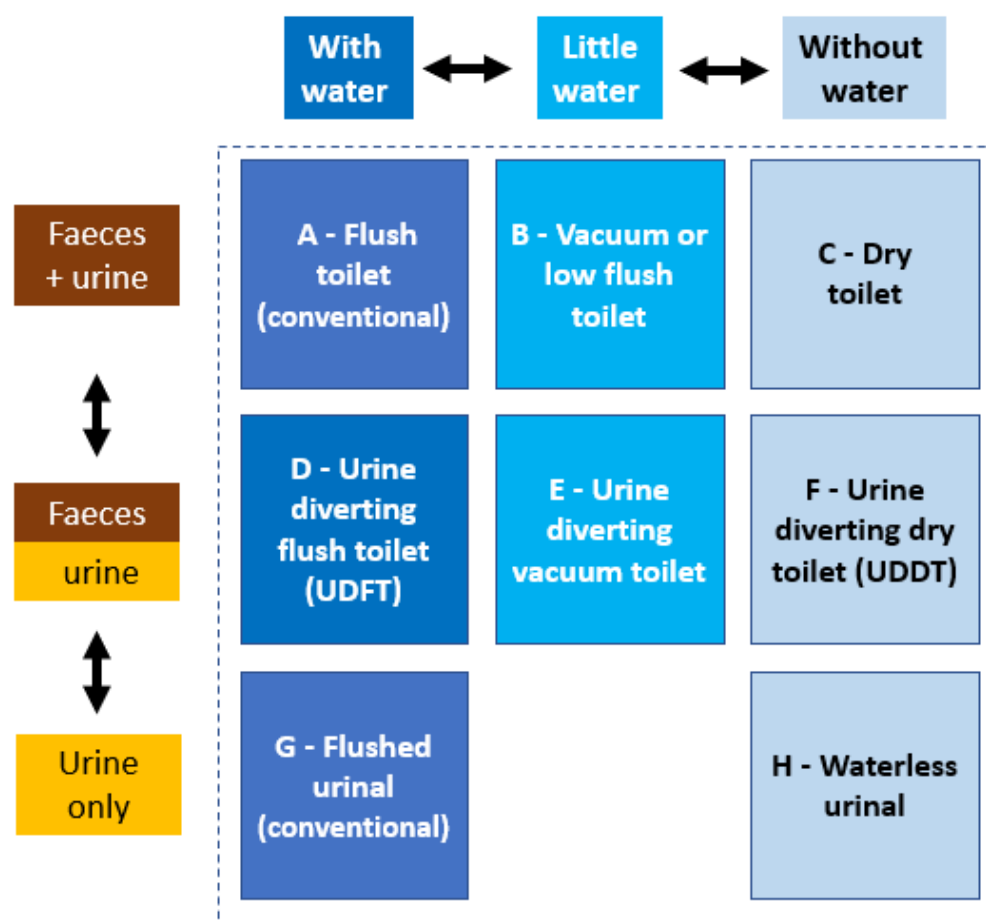 With
water
Little
water
Without
water
Faeces
+ urine
A - Flush
toilet
(conventional)
B - Vacuum or
low flush
toilet
C - Dry
toilet
Faeces
urine
D - Urine
diverting
flush toilet
(UDFT)
E - Urine
diverting
vacuum toilet
F - Urine
diverting dry
toilet (UDDT)
Urine
only
G - Flushed
urinal
(conventional)
H - Waterless
urinal